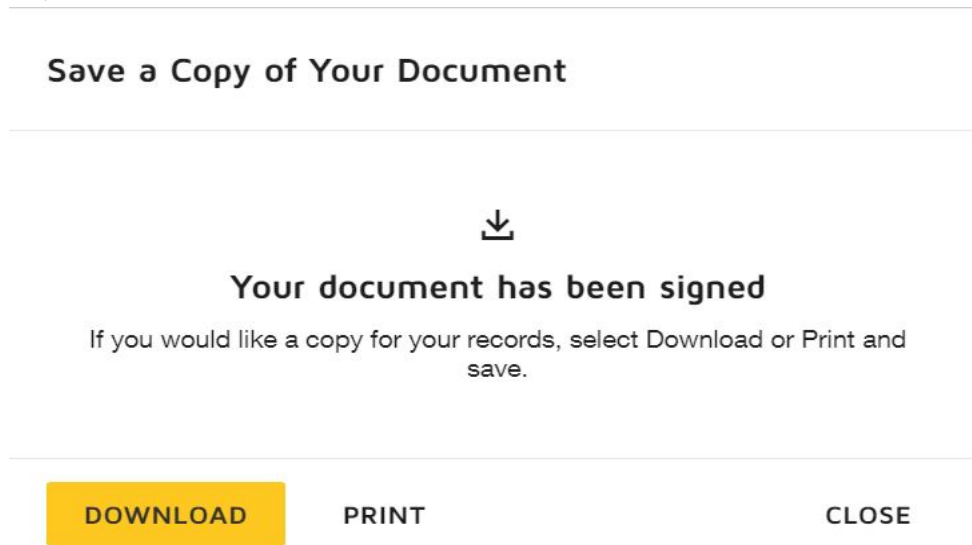 Save a Copy of Your Document
Your document has been signed
If you would like a copy for your records, select Download or Print and
save.
DOWNLOAD PRINT CLOSE